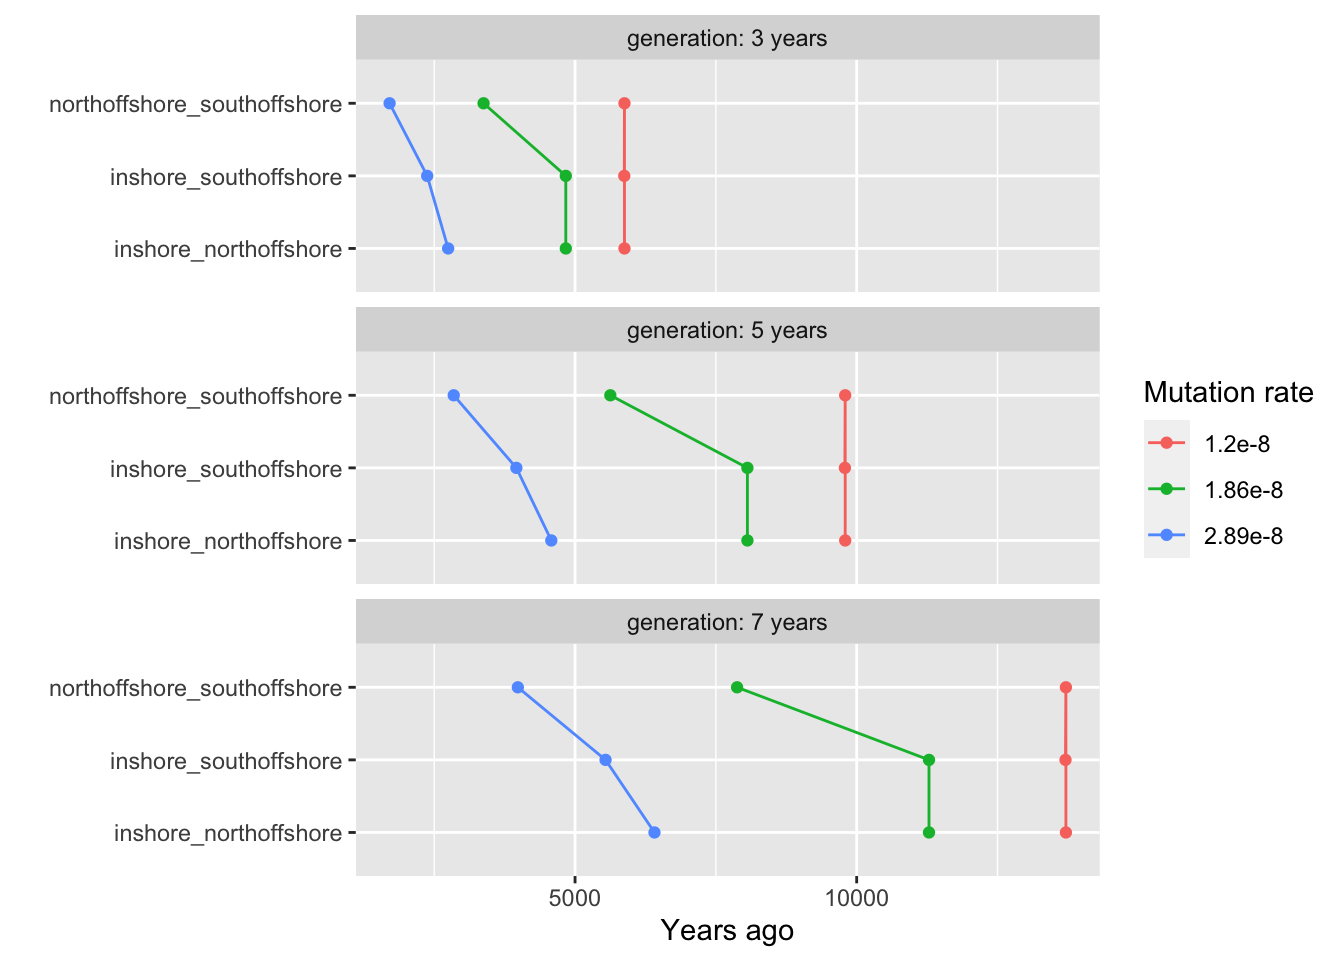 generation: 3 years
northoffshore_southoffshore
inshore_southoffshore
inshore_northoffshore
generation: 5 years
northoffshore_southoffshore
inshore_southoffshore
inshore_northoffshore
generation: 7 years
northoffshore_southoffshore
inshore_southoffshore
inshore_northoffshore
5000 10000
Years ago
Mutation rate
1.2e-8
1.86e-8
2.89e-8